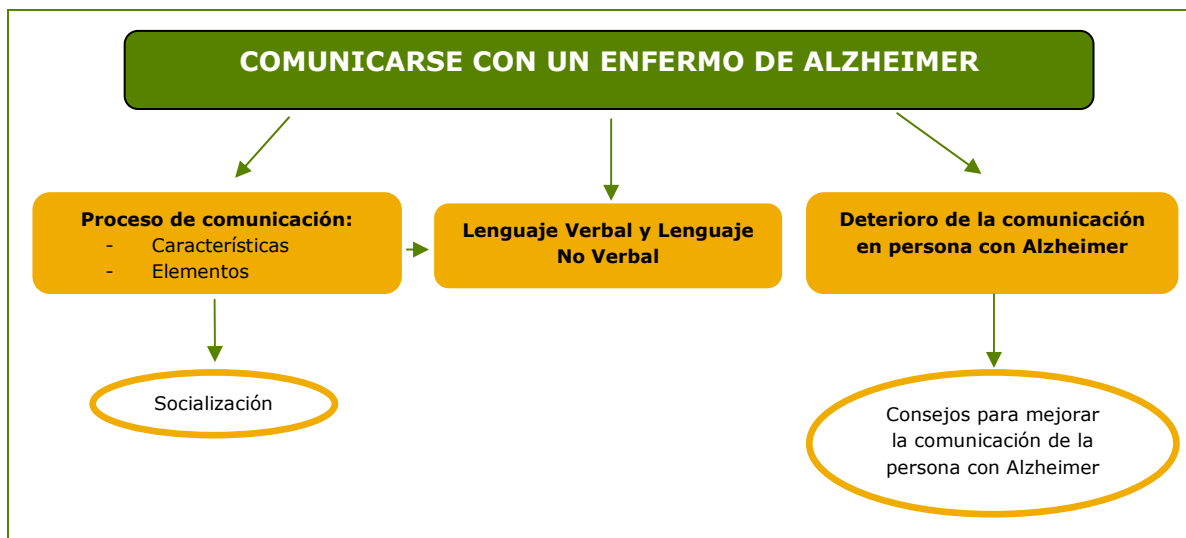 COMUNICARSE CON UN ENFERMO DE ALZHEIMER
Proceso de comunicación:
- Características
- Elementos
Lenguaje Verbal y Lenguaje
No Verbal
Deterioro de la comunicación
en persona con Alzheimer
Socialización
Consejos para mejorar
la comunicación de la
persona con Alzheimer